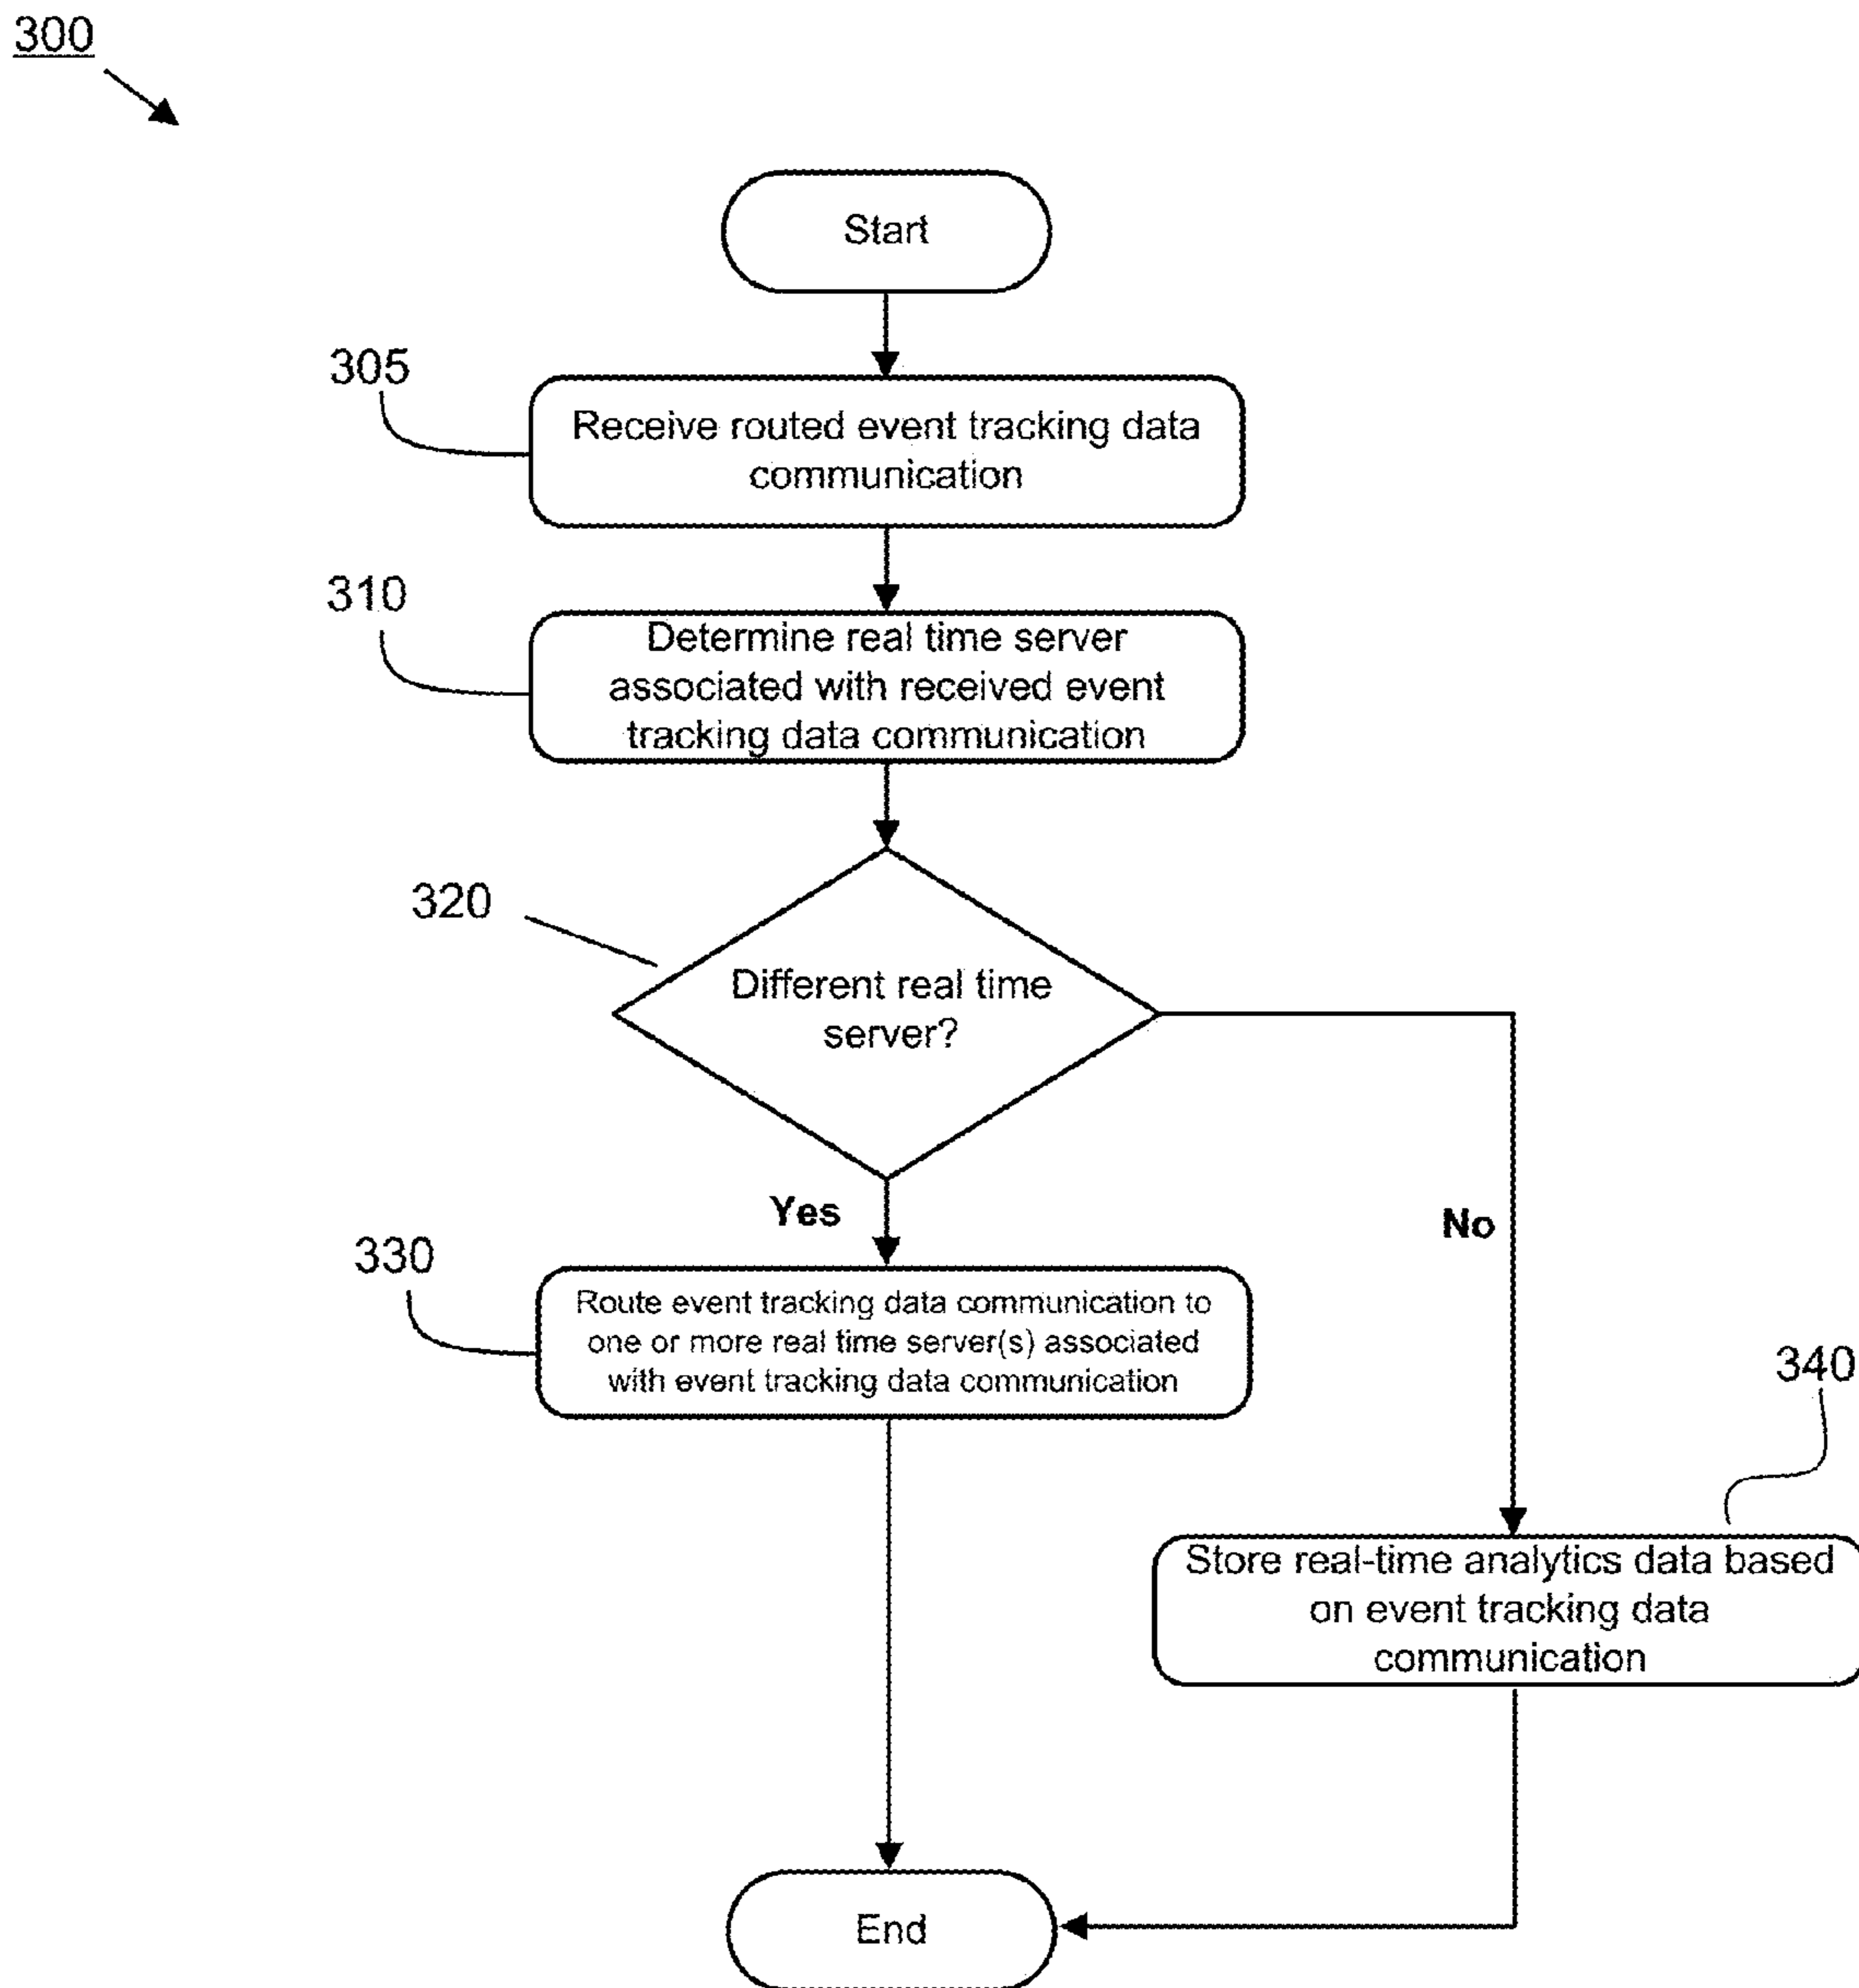 300
Start
305
Receive routed event tracking data
communication
310
Determine real time server
associated with received event
tracking data communication
320
Different real time
server?
Yes
No
330
Route event tracking data communication to
one or more real time server(s) associated
with event tracking data communication
340
Store real-time analytics data based
on event tracking data
communication
End